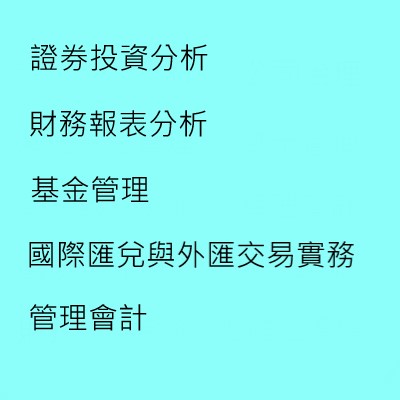 證券投資分析
財務報表分析
基金管理
國際匯兌與外匯交易實務
管理會計